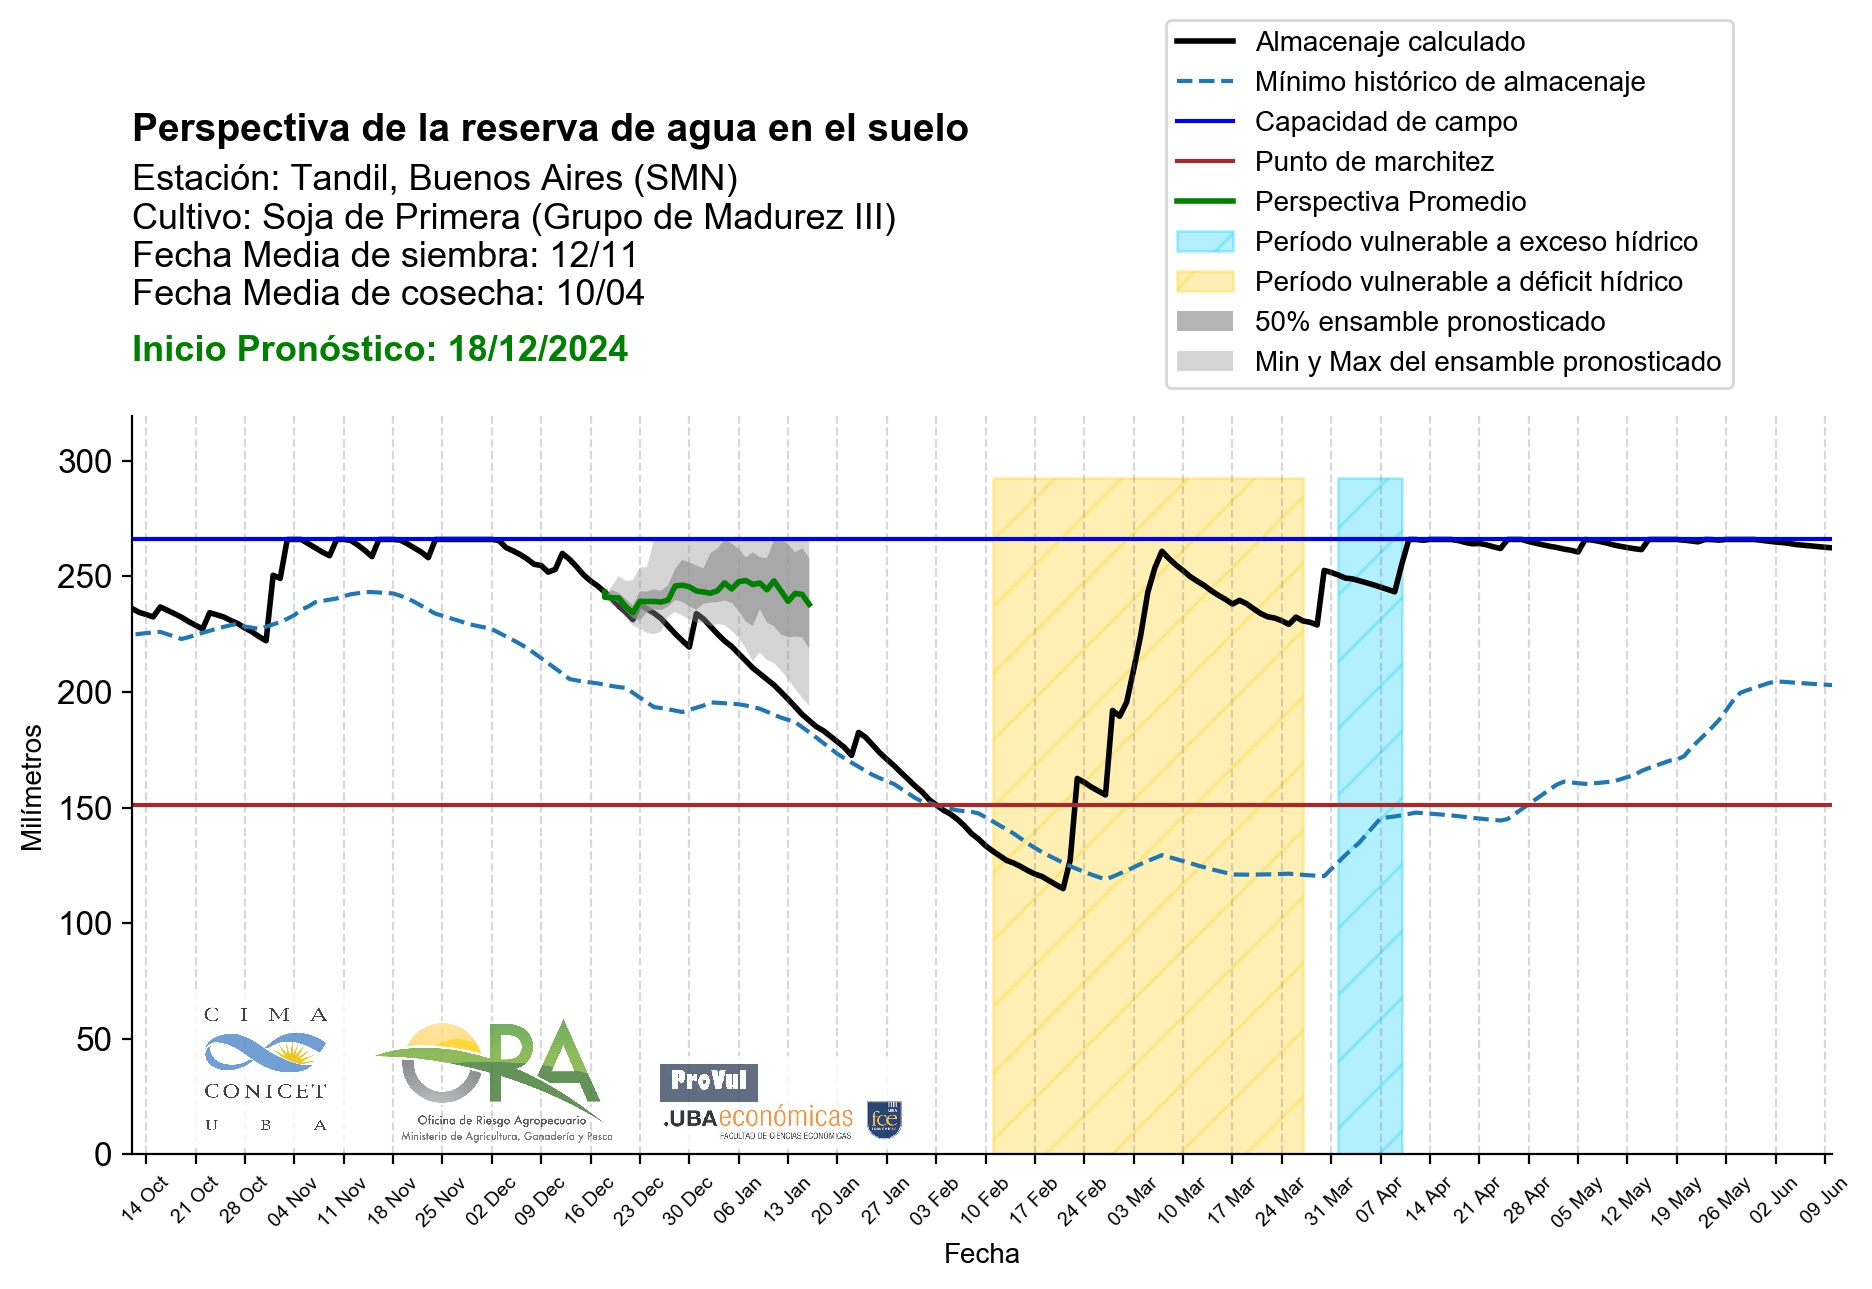 Almacenaje calculado
Mínimo histórico de almacenaje
Capacidad de campo
Punto de marchitez
Perspectiva Promedio
Período vulnerable a exceso hídrico
Período vulnerable a déficit hídrico
50% ensamble pronosticado
Min y Max del ensamble pronosticado
Perspectiva de la reserva de agua en el suelo
Estación: Tandil, Buenos Aires (SMN)
Cultivo: Soja de Primera (Grupo de Madurez III)
Fecha Media de siembra: 12/11
Fecha Media de cosecha: 10/04
Inicio Pronóstico: 18/12/2024
300
250
200
150
100
50
0
Milímetros
CIMA
CONICET
UBA
ORA
Oficina de Riesgo Agropecuario
Ministerio de Agricultura, Ganadería y Pesca
ProVul
.UBAeconómicas
FACULTAD DE CIENCIAS ECONÓMICAS
UBA
fce
ECONÓMICAS
14 Oct
21 Oct
28 Oct
04 Nov
11 Nov
18 Nov
25 Nov
02 Dec
09 Dec
16 Dec
23 Dec
30 Dec
06 Jan
13 Jan
20 Jan
27 Jan
03 Feb
10 Feb
17 Feb
24 Feb
03 Mar
10 Mar
17 Mar
24 Mar
31 Mar
07 Apr
14 Apr
21 Apr
28 Apr
05 May
12 May
19 May
26 May
02 Jun
09 Jun
Fecha